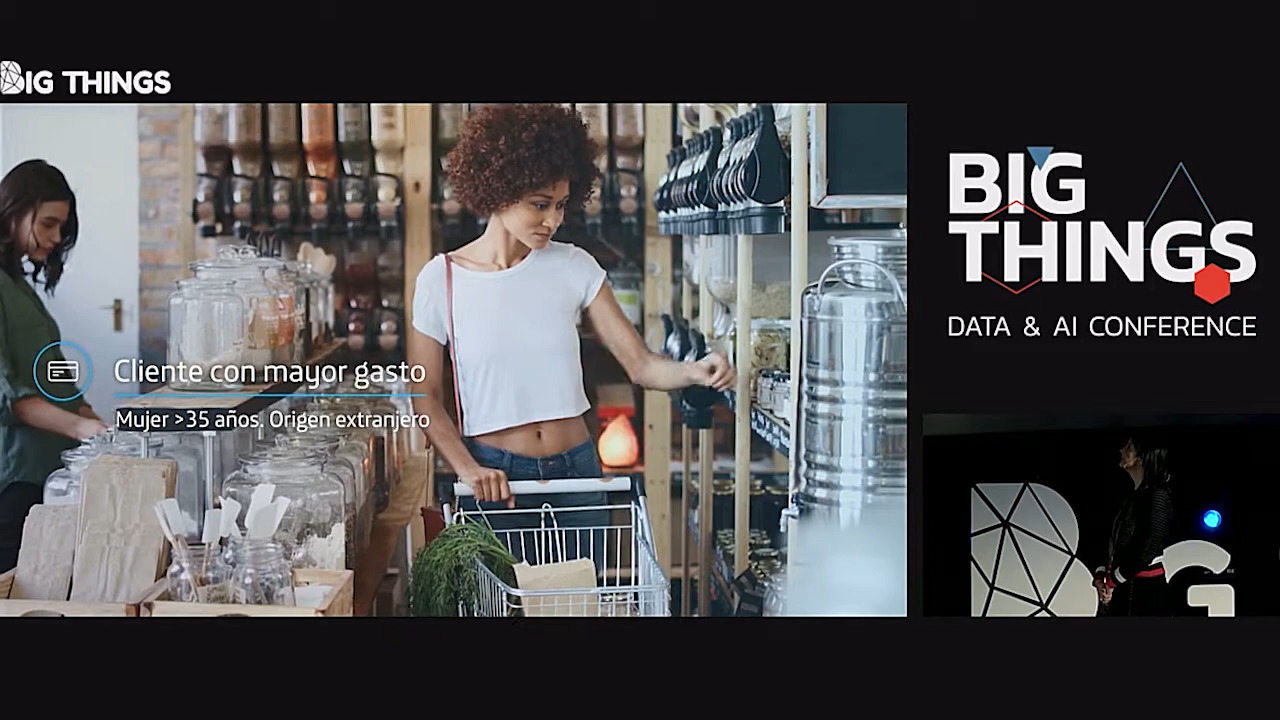 BIG THINGS
Cliente con mayor gasto
Mujer >35 años. Origen extranjero
BIG
THINGS
DATA & AI CONFERENCE